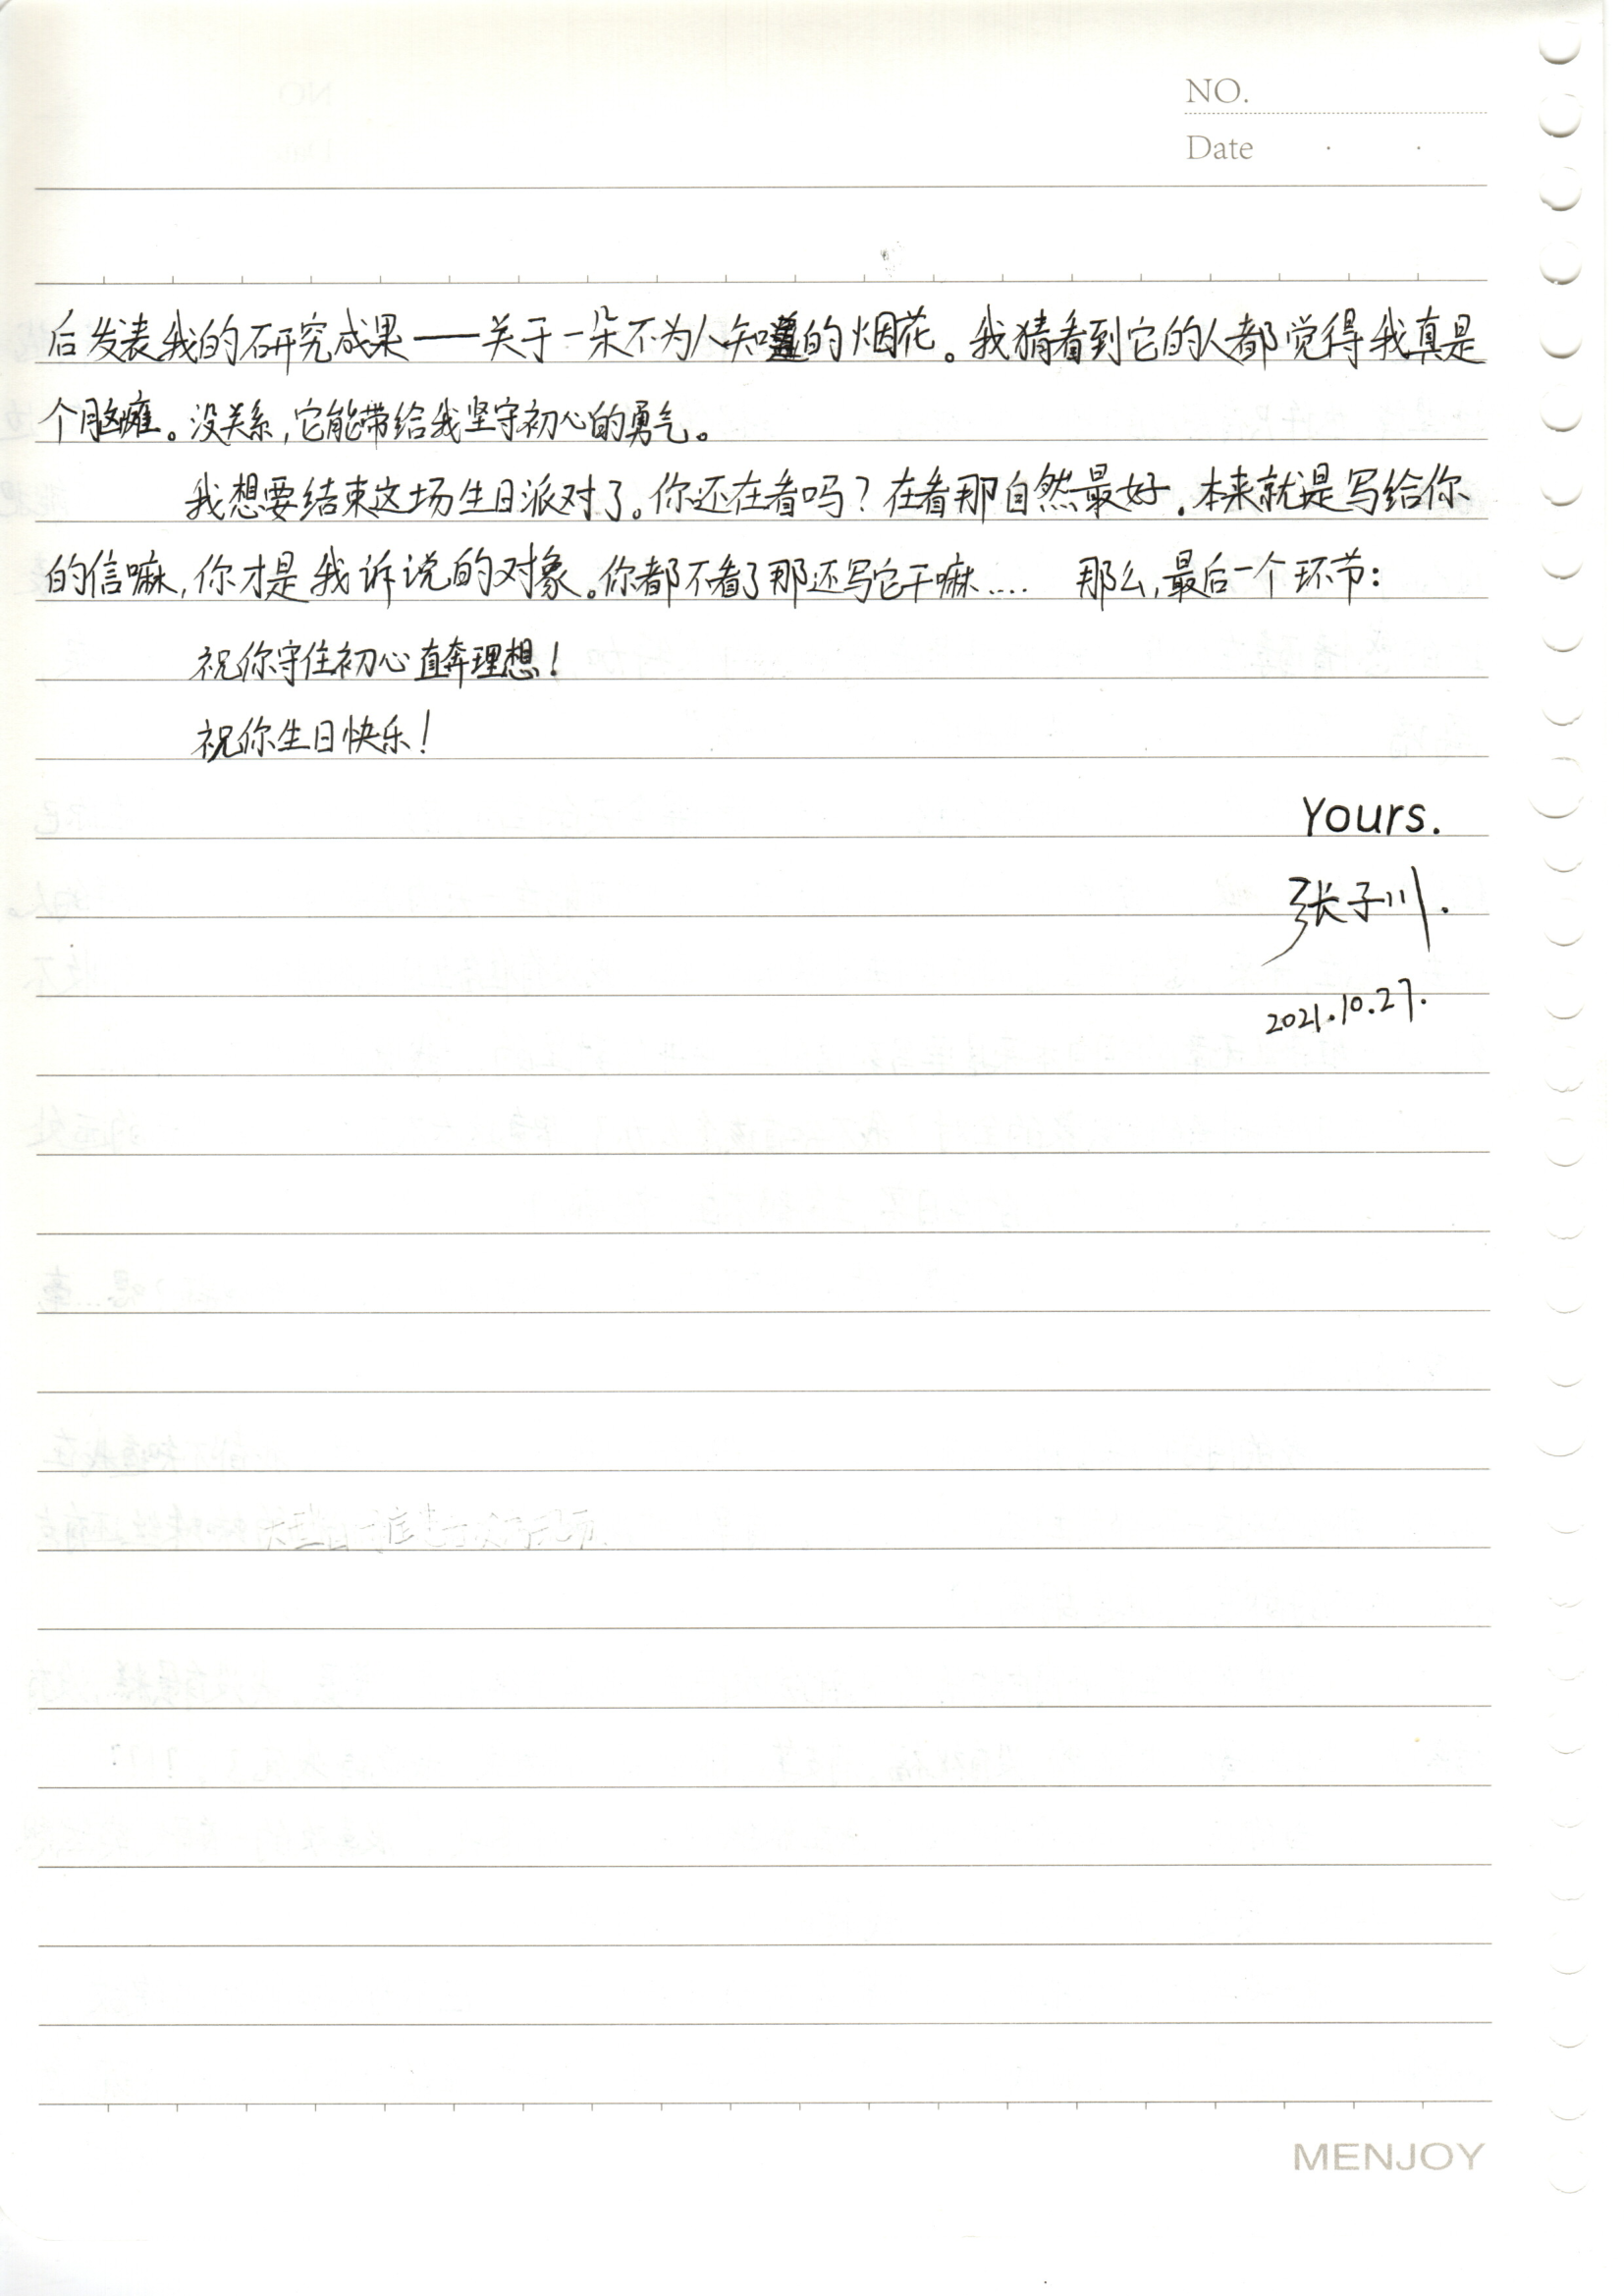 NO.
Date
后发表我的研究成果——关于一朵不为人知的烟花。我猜看到它的人都觉得我真是
个脑瘫。没关系,它能带给我坚守初心的勇气。
我想要结束这场生日派对了。你还在看吗?在看那自然最好.本来就是写给你
的信嘛,你才是我诉说的对象。你都不看了那还写它干嘛.... 那么,最后一个环节:
祝你守住初心直奔理想!
祝你生日快乐!
Yours.
张子川.
2021.10.27.
MENJOY